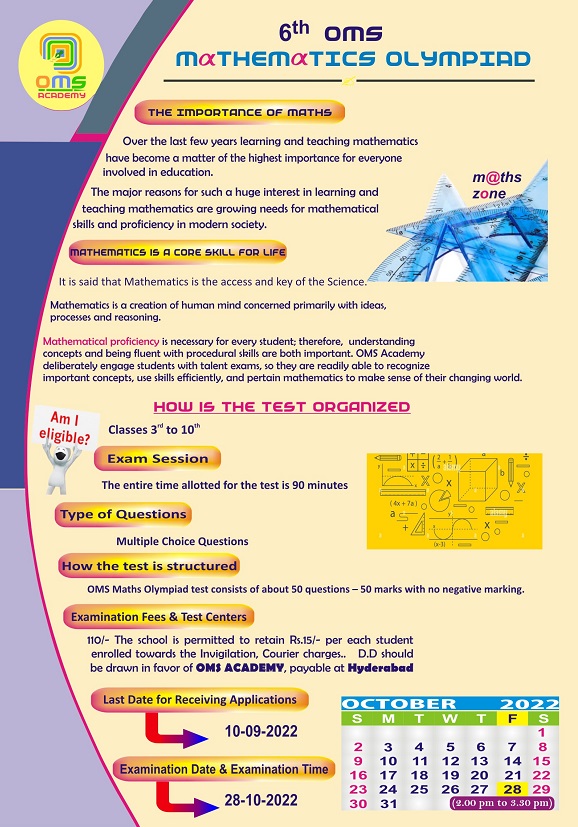 OMS
ACADEMY
6th OMS
MαTHEMαTICS OLYMPIAD
THE IMPORTANCE OF MATHS
Over the last few years learning and teaching mathematics
have become a matter of the highest importance for everyone
involved in education.
The major reasons for such a huge interest in learning and
teaching mathematics are growing needs for mathematical
skills and proficiency in modern society.
m@ths
zone
MATHEMATICS IS A CORE SKILL FOR LIFE
It is said that Mathematics is the access and key of the Science.
Mathematics is a creation of human mind concerned primarily with ideas,
processes and reasoning.
Mathematical proficiency is necessary for every student; therefore, understanding
concepts and being fluent with procedural skills are both important. OMS Academy
deliberately engage students with talent exams, so they are readily able to recognize
important concepts, use skills efficiently, and pertain mathematics to make sense of their changing world.
HOW IS THE TEST ORGANIZED
Am I
eligible?
Classes 3rd to 10th
Exam Session
The entire time allotted for the test is 90 minutes
Type of Questions
Multiple Choice Questions
(4x + 7a)
(x-3)
How the test is structured
OMS Maths Olympiad test consists of about 50 questions – 50 marks with no negative marking.
Examination Fees & Test Centers
110/- The school is permitted to retain Rs.15/- per each student
enrolled towards the Invigilation, Courier charges.. D.D should
be drawn in favor of OMS ACADEMY, payable at Hyderabad
Last Date for Receiving Applications
10-09-2022
Examination Date & Examination Time
28-10-2022
OCTOBER 2022
S M T W T F S
1
2 3 4 5 6 7 8
9 10 11 12 13 14 15
16 17 18 19 20 21 22
23 24 25 26 27 28 29
30 31 (2.00 pm to 3.30 pm)